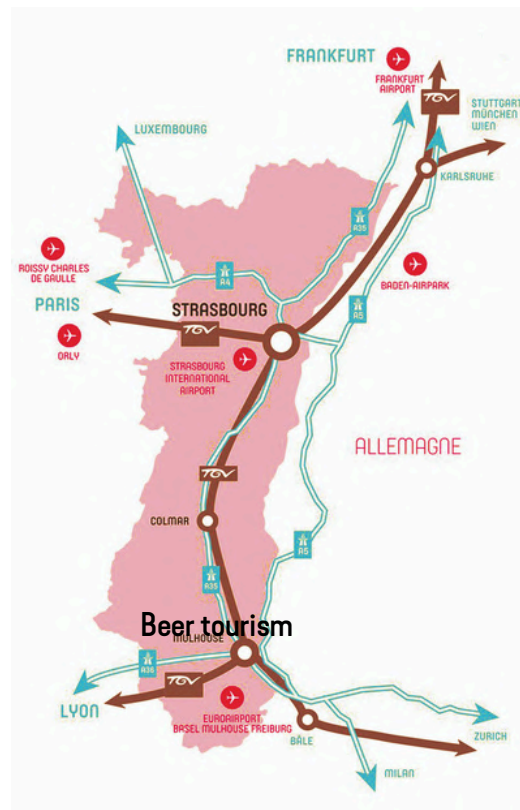 FRANKFURT
FRANKFURT
AIRPORT
TGV
STUTTGART
MÜNCHEN
WIEN
LUXEMBOURG
KARLSRUHE
A35
ROISSY CHARLES
DE GAULLE
A4
BADEN-AIRPARK
PARIS
STRASBOURG
A5
TGV
ORLY
STRASBOURG
INTERNATIONAL
AIRPORT
ALLEMAGNE
TGV
COLMAR
A5
A35
Beer tourism
MULHOUSE
A36
TGV
LYON
EUROAIRPORT
BASEL MULHOUSE FREIBURG
BÂLE
ZURICH
MILAN